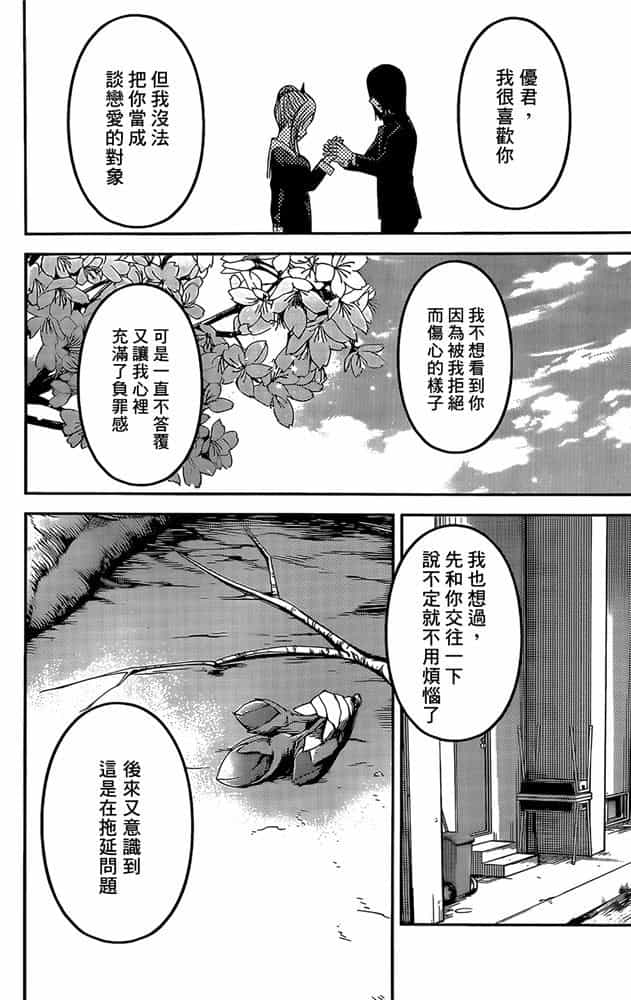 優君，
我很喜歡你
但我沒法
把你當成
談戀愛的對象
我不想看到你
因為被我拒絕
而傷心的樣子
可是一直不答覆
又讓我心裡
充滿了負罪感
我也想過，
先和你交往一下
說不定就不用煩惱了
後來又意識到
這是在拖延問題